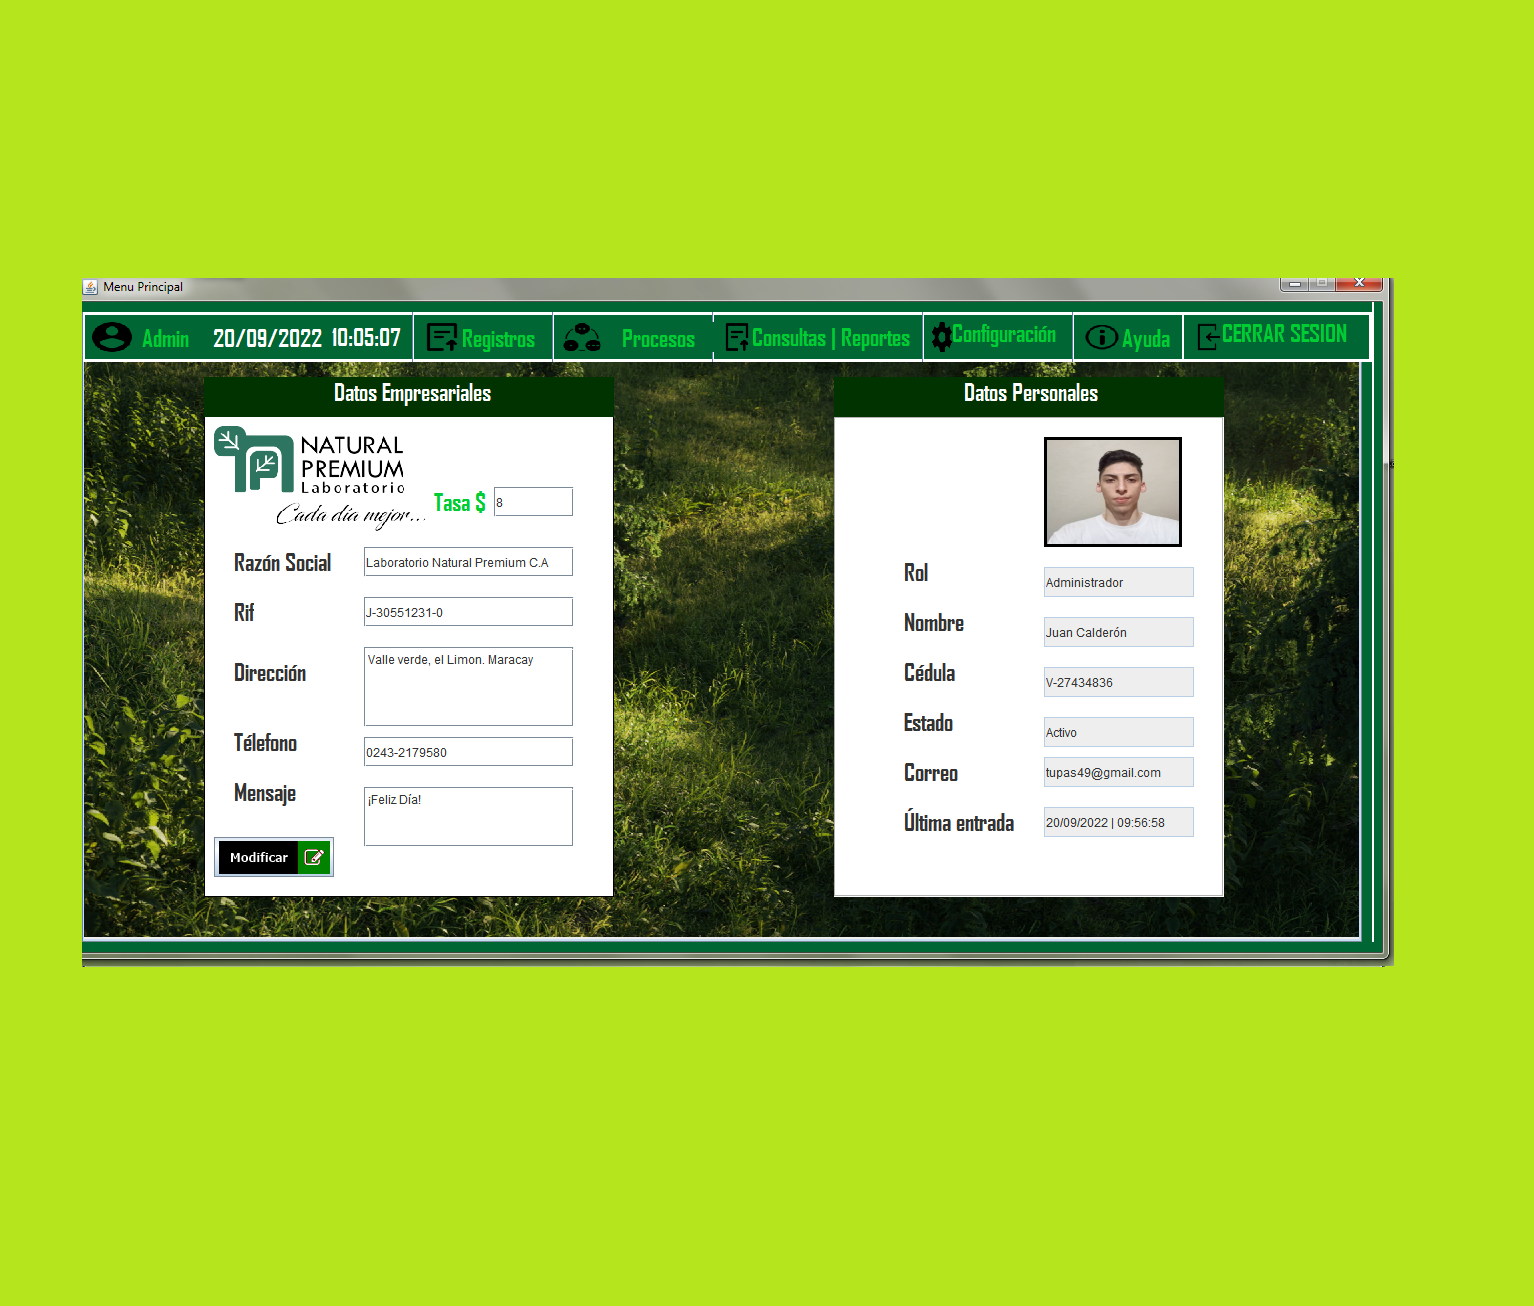 Menu Principal
Admin 20/09/2022 10:05:07 Registros Procesos Consultas | Reportes Configuración Ayuda CERRAR SESION
Datos Empresariales
NATURAL
PREMIUM
Laboratorio
Cada día mejor...
Tasa $ 8
Razón Social Laboratorio Natural Premium C.A
Rif J-30551231-0
Dirección Valle verde, el Limon. Maracay
Télefono 0243-2179580
Mensaje ¡Feliz Día!
Modificar
Datos Personales
Rol Administrador
Nombre Juan Calderón
Cédula V-27434836
Estado Activo
Correo tupas49@gmail.com
Última entrada 20/09/2022 | 09:56:58